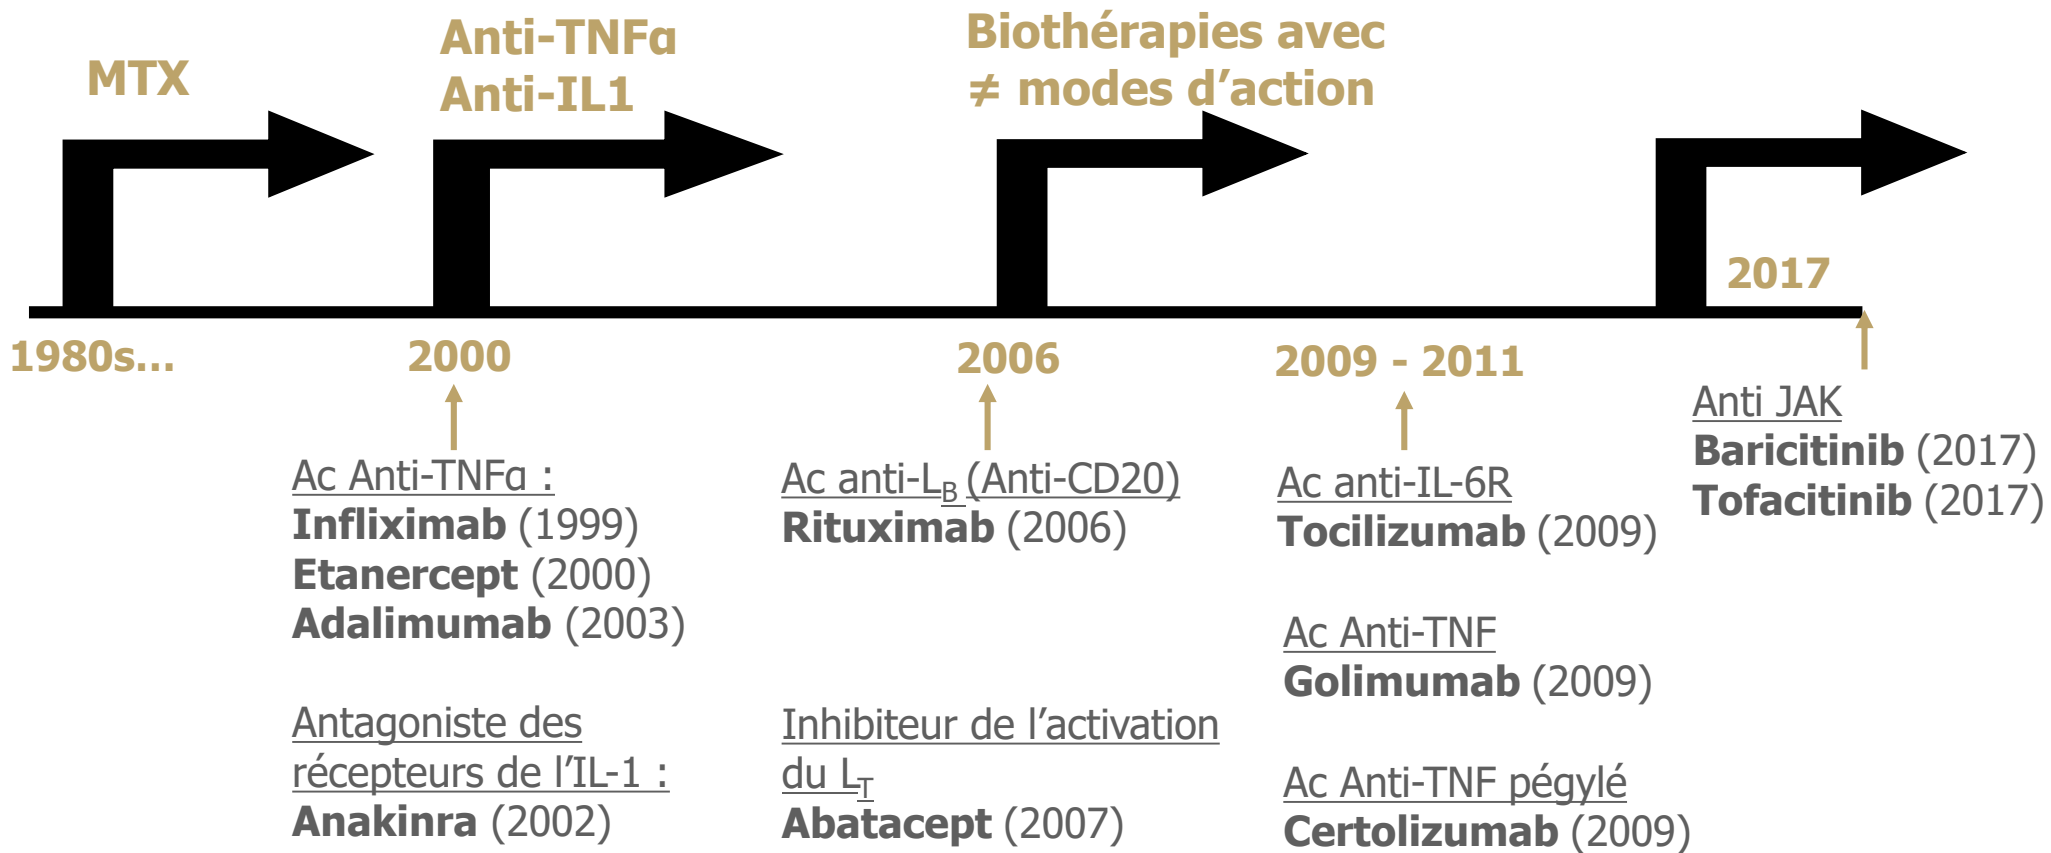 MTX
Anti-TNFα
Anti-IL1
Biothérapies avec
≠ modes d’action
2017
1980s...
2000
2006
2009 - 2011
Ac Anti-TNFα :
Infliximab (1999)
Etanercept (2000)
Adalimumab (2003)
Antagoniste des
récepteurs de l’IL-1 :
Anakinra (2002)
Ac anti-LB (Anti-CD20)
Rituximab (2006)
Inhibiteur de l’activation
du LT
Abatacept (2007)
Ac anti-IL-6R
Tocilizumab (2009)
Ac Anti-TNF
Golimumab (2009)
Ac Anti-TNF pégylé
Certolizumab (2009)
Anti JAK
Baricitinib (2017)
Tofacitinib (2017)